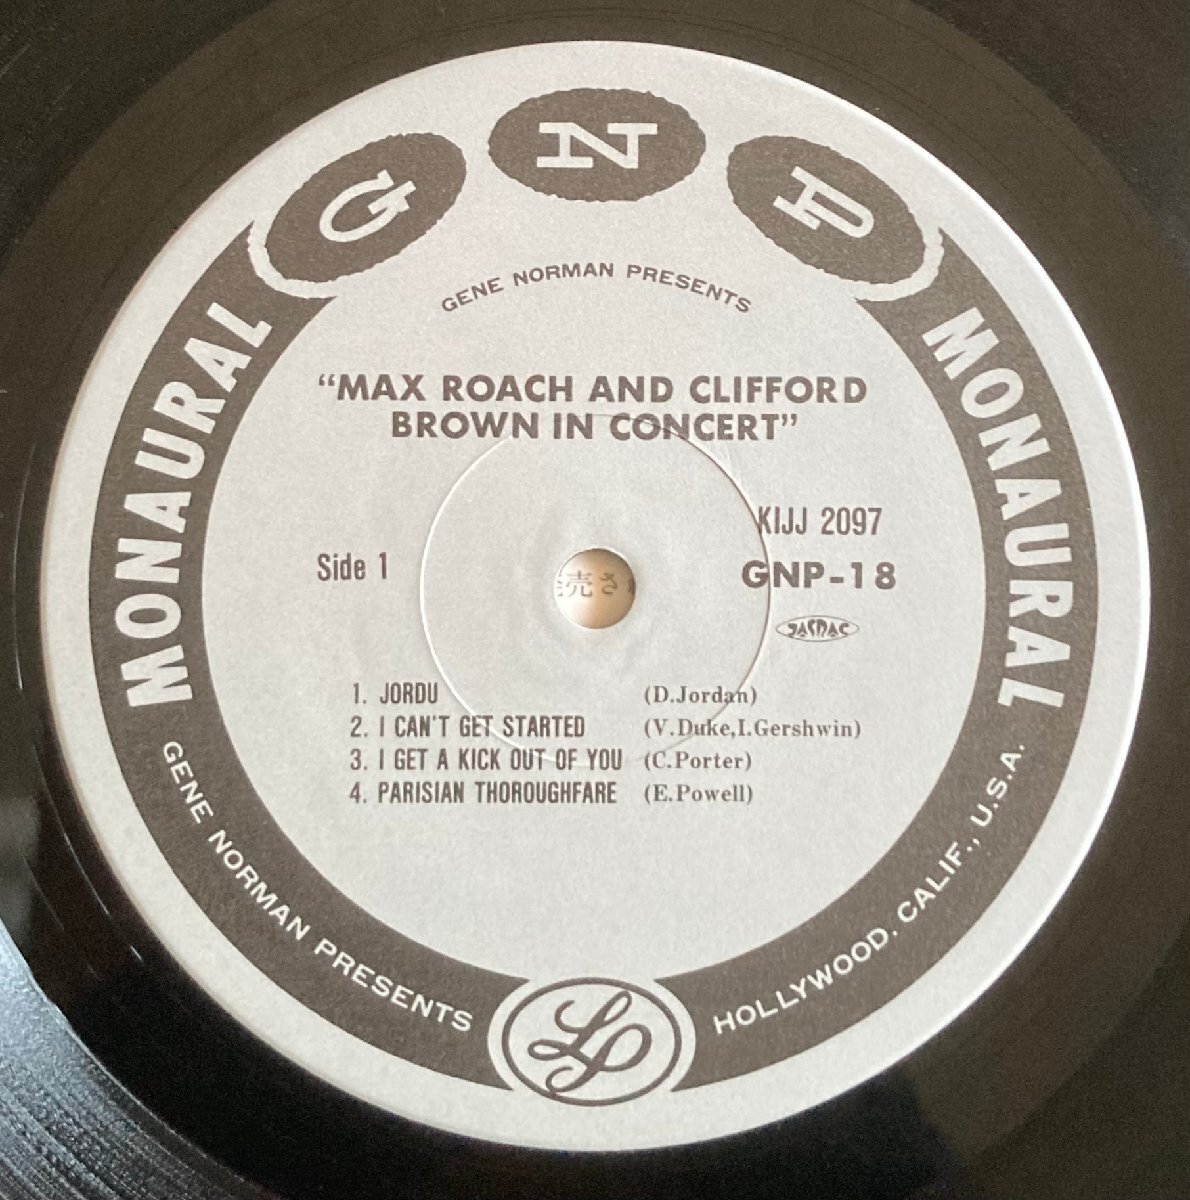 G N P
GENE NORMAN PRESENTS
"MAX ROACH AND CLIFFORD
BROWN IN CONCERT"
KIJJ 2097
Side 1
GNP-18
JASRAC
1. JORDU (D.Jordan)
2. I CAN'T GET STARTED (V.Duke,I.Gershwin)
3. I GET A KICK OUT OF YOU (C.Porter)
4. PARISIAN THOROUGHFARE (E.Powell)
MONAURAL
MONAURAL
GENE NORMAN PRESENTS
HOLLYWOOD, CALIF., U.S.A.
LP
売さ